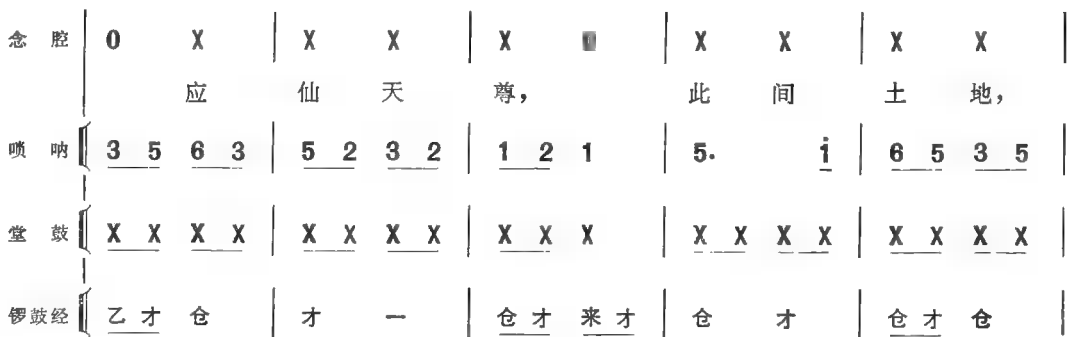 念腔 0 X | X X | X 0 | X X | X X |
应 仙 天 尊， 此 间 土 地，
唢呐 3 5 6 3 | 5 2 3 2 | 1 2 1 | 5. i | 6 5 3 5 |
堂鼓 X X X X | X X X X | X X X | X X X X | X X X X |
锣鼓经 乙 才 仓 | 才 — | 仓 才 来 才 | 仓 才 | 仓 才 仓 |